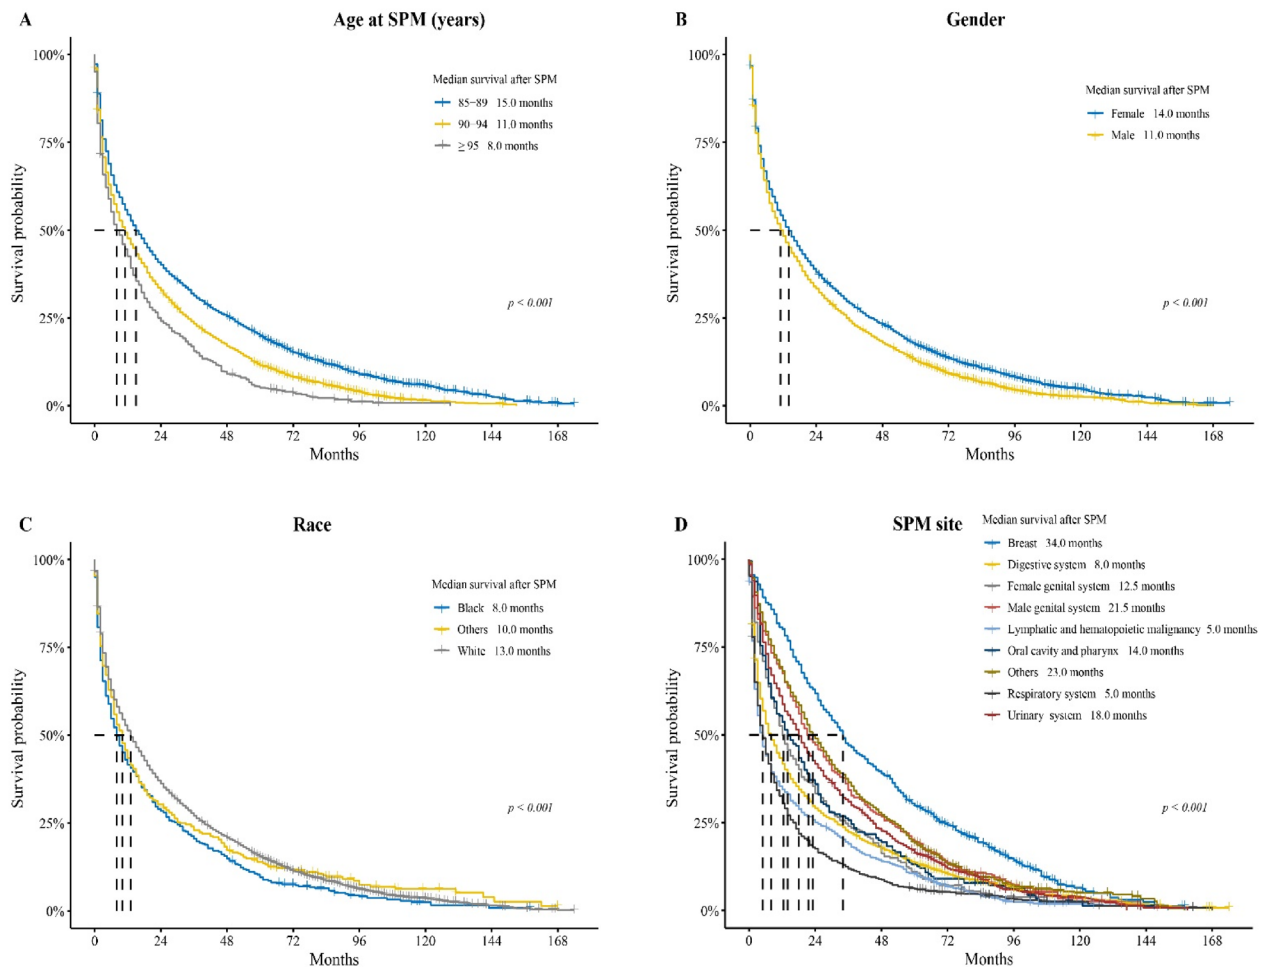 A
Age at SPM (years)
Survival probability
100%
75%
50%
25%
0%
Median survival after SPM
85−89 15.0 months
90−94 11.0 months
≥ 95 8.0 months
p < 0.001
0 24 48 72 96 120 144 168
Months
B
Gender
Survival probability
100%
75%
50%
25%
0%
Median survival after SPM
Female 14.0 months
Male 11.0 months
p < 0.001
0 24 48 72 96 120 144 168
Months
C
Race
Survival probability
100%
75%
50%
25%
0%
Median survival after SPM
Black 8.0 months
Others 10.0 months
White 13.0 months
p < 0.001
0 24 48 72 96 120 144 168
Months
D
SPM site
Survival probability
100%
75%
50%
25%
0%
Median survival after SPM
Breast 34.0 months
Digestive system 8.0 months
Female genital system 12.5 months
Male genital system 21.5 months
Lymphatic and hematopoietic malignancy 5.0 months
Oral cavity and pharynx 14.0 months
Others 23.0 months
Respiratory system 5.0 months
Urinary system 18.0 months
p < 0.001
0 24 48 72 96 120 144 168
Months